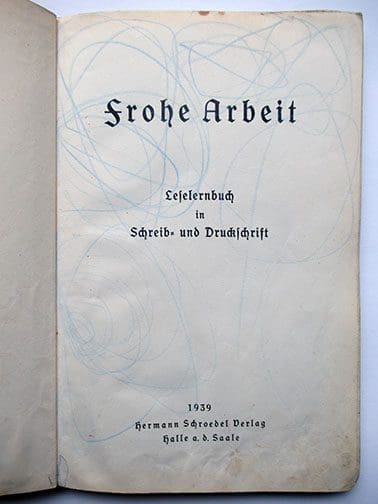 Frohe Arbeit
Leselernbuch
in
Schreib- und Druckschrift
1939
Hermann Schroedel Verlag
Halle a. d. Saale